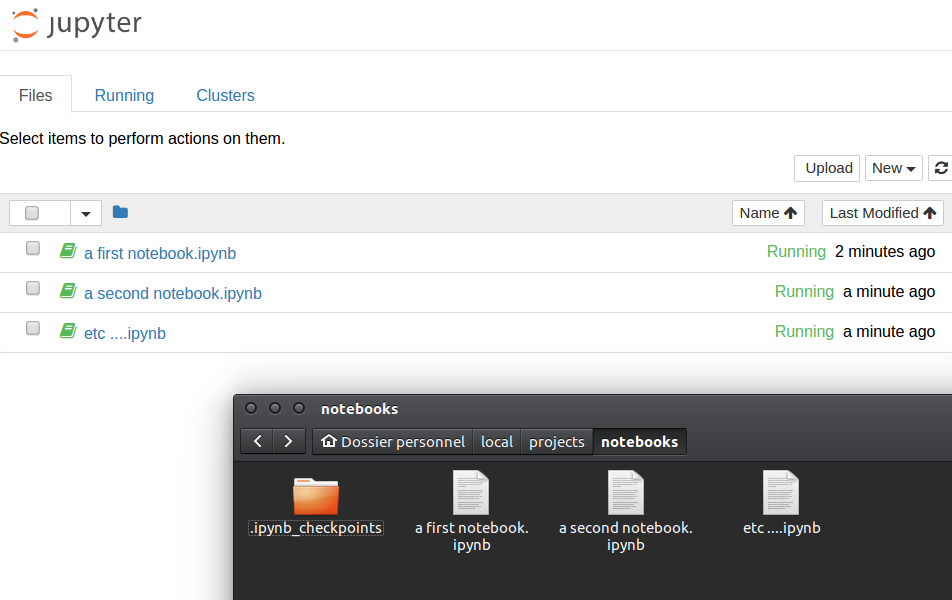 jupyter
Files Running Clusters
Select items to perform actions on them.
Upload New
Name Last Modified
a first notebook.ipynb Running 2 minutes ago
a second notebook.ipynb Running a minute ago
etc ....ipynb Running a minute ago
notebooks
Dossier personnel local projects notebooks
.ipynb_checkpoints a first notebook. a second notebook. etc ....ipynb
ipynb ipynb